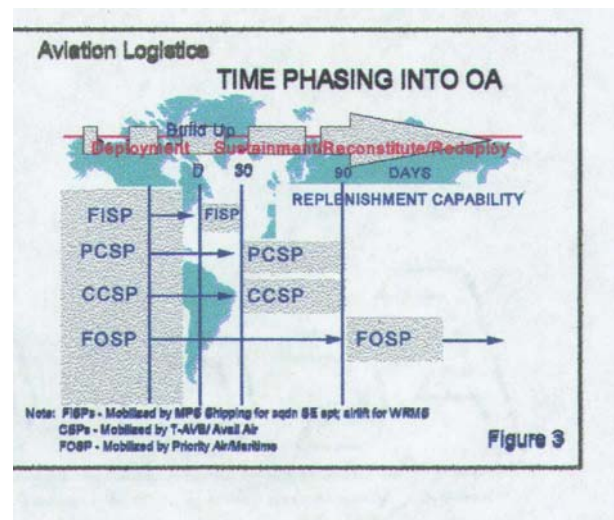 Aviation Logistics
TIME PHASING INTO OA
Build Up
Deployment Sustainment/Reconstitute/Redeploy
D 30 90 DAYS
REPLENISHMENT CAPABILITY
FISP FISP
PCSP PCSP
CCSP CCSP
FOSP FOSP
Note: FISPs - Mobilized by MPS Shipping for sqdn SE spt; airlift for WRMS
CSPs - Mobilized by T-AVB/ Avail Air
FOSP - Mobilized by Priority Air/Maritime
Figure 3